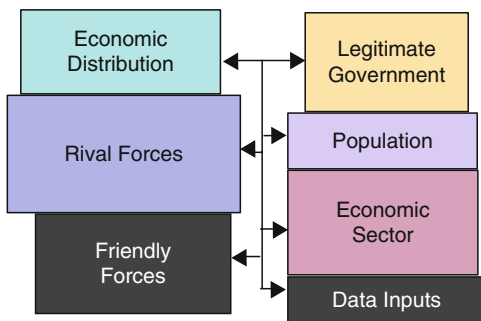 Economic
Distribution
Rival Forces
Friendly
Forces
Legitimate
Government
Population
Economic
Sector
Data Inputs